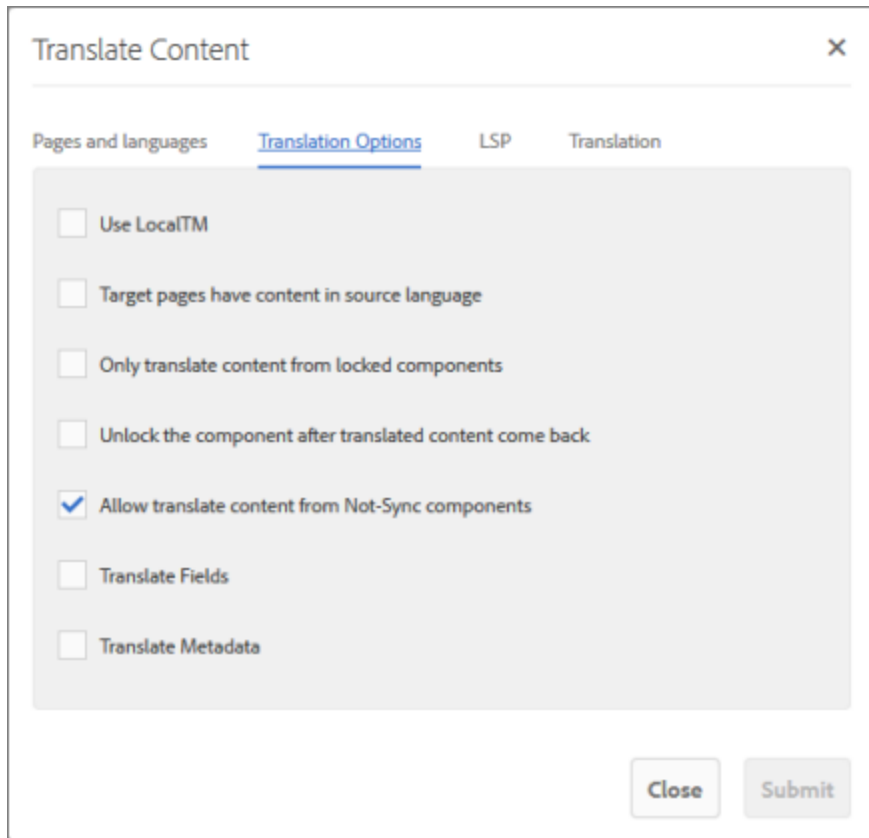 Translate Content
Pages and languages Translation Options LSP Translation
Use LocalTM
Target pages have content in source language
Only translate content from locked components
Unlock the component after translated content come back
Allow translate content from Not-Sync components
Translate Fields
Translate Metadata
Close Submit